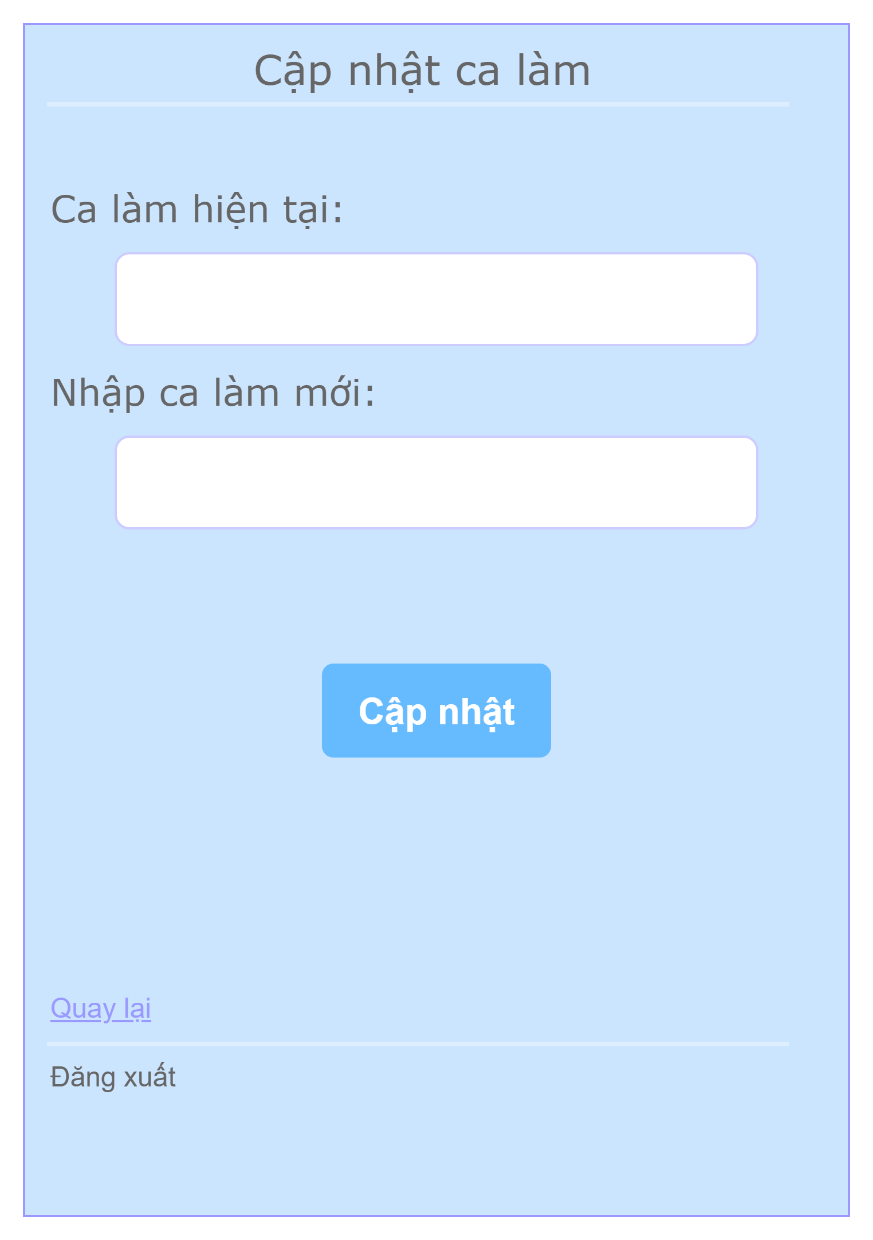 Cập nhật ca làm
Ca làm hiện tại:
Nhập ca làm mới:
Cập nhật
Quay lại
Đăng xuất